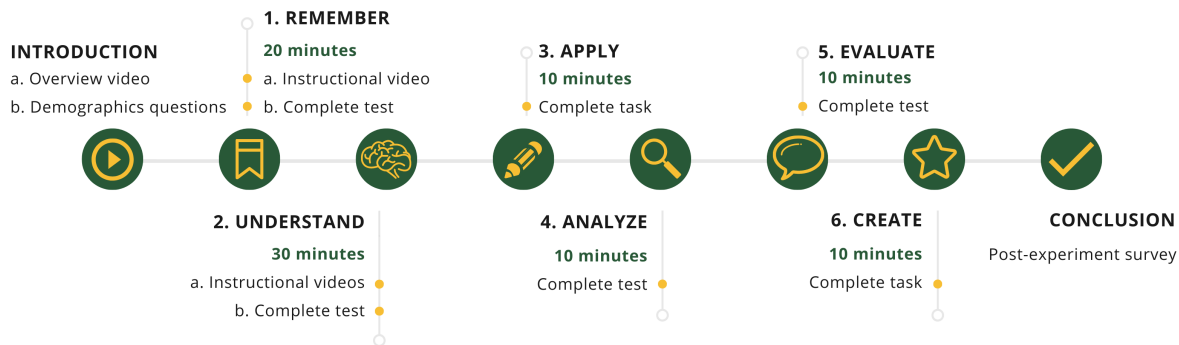 INTRODUCTION
a. Overview video
b. Demographics questions
1. REMEMBER
20 minutes
a. Instructional video
b. Complete test
2. UNDERSTAND
30 minutes
a. Instructional videos
b. Complete test
3. APPLY
10 minutes
Complete task
4. ANALYZE
10 minutes
Complete test
5. EVALUATE
10 minutes
Complete test
6. CREATE
10 minutes
Complete task
CONCLUSION
Post-experiment survey